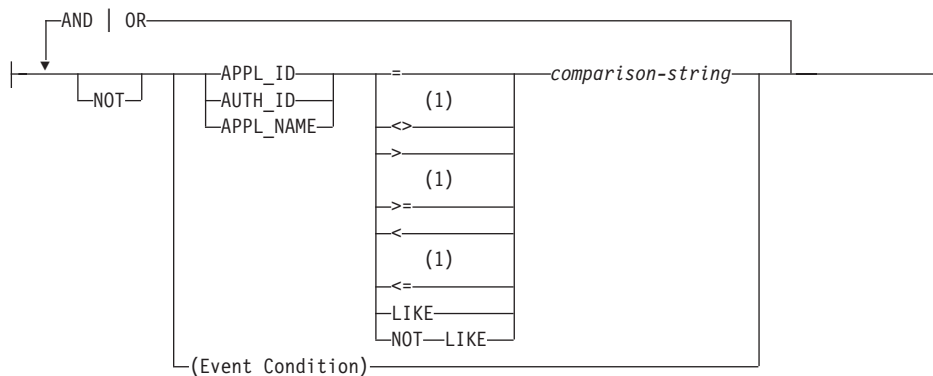 AND | OR
APPL_ID = comparison-string
NOT AUTH_ID (1)
APPL_NAME <>
>
(1)
>=
<
(1)
<=
LIKE
NOT LIKE
(Event Condition)